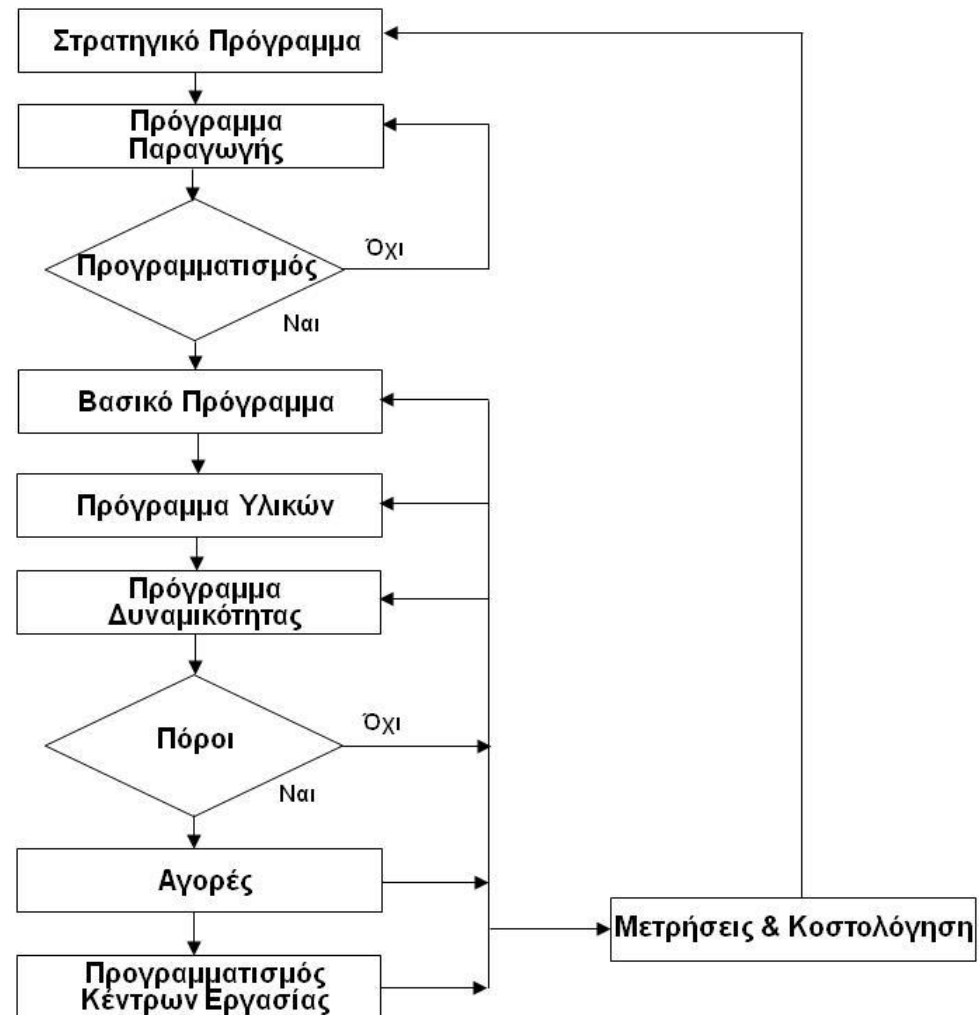 Στρατηγικό Πρόγραμμα
Πρόγραμμα
Παραγωγής
Προγραμματισμός
Όχι
Ναι
Βασικό Πρόγραμμα
Πρόγραμμα Υλικών
Πρόγραμμα
Δυναμικότητας
Πόροι
Όχι
Ναι
Αγορές
Μετρήσεις & Κοστολόγηση
Προγραμματισμός
Κέντρων Εργασίας